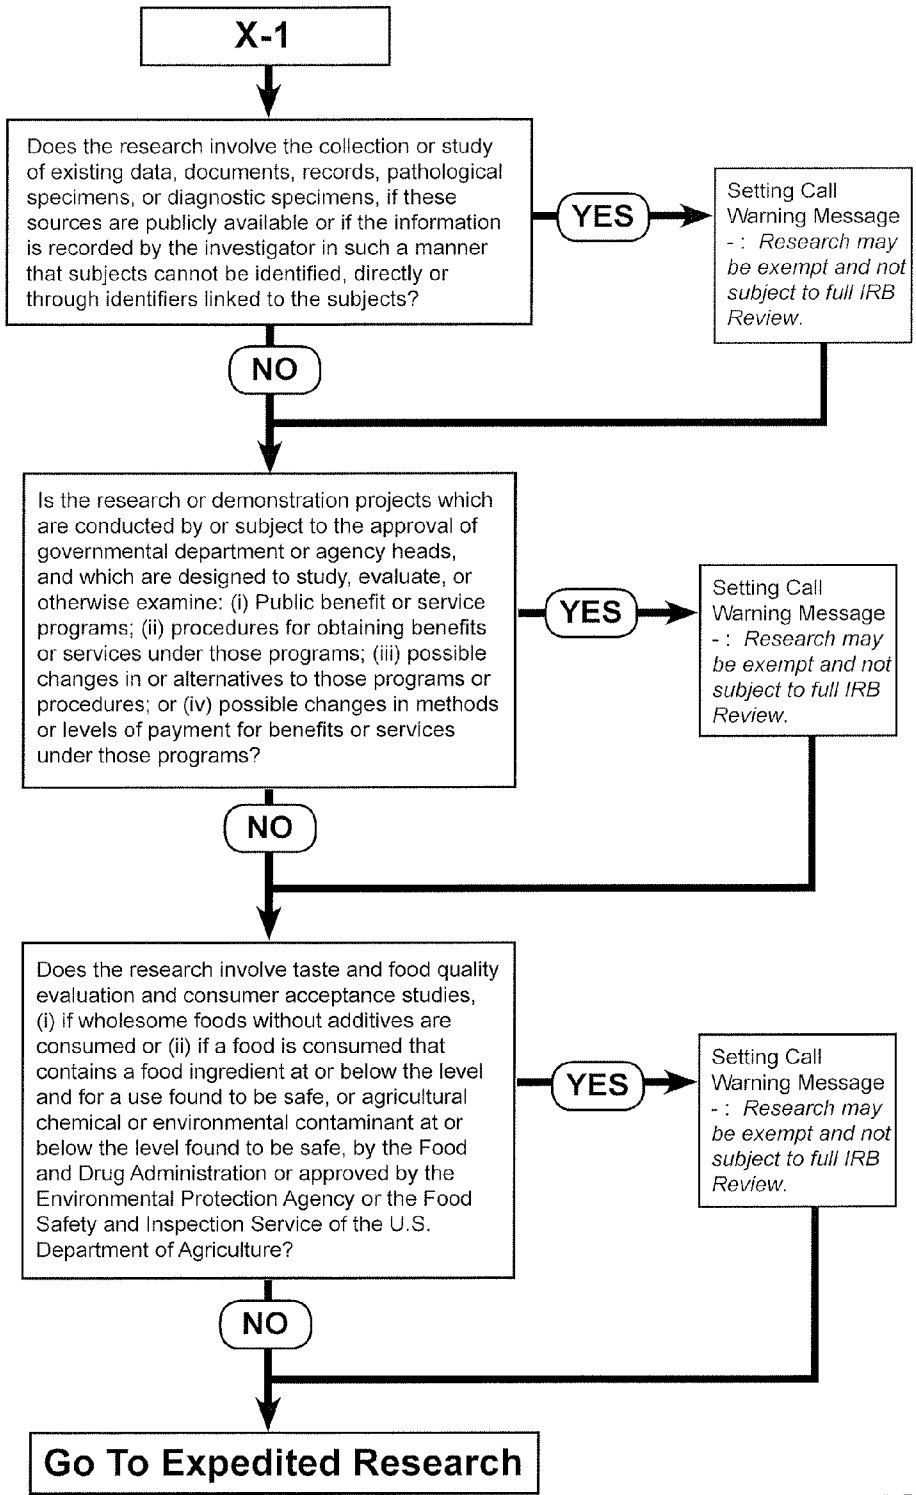 X-1
Does the research involve the collection or study
of existing data, documents, records, pathological
specimens, or diagnostic specimens, if these
sources are publicly available or if the information
is recorded by the investigator in such a manner
that subjects cannot be identified, directly or
through identifiers linked to the subjects?
YES
Setting Call
Warning Message
- : Research may
be exempt and not
subject to full IRB
Review.
NO
Is the research or demonstration projects which
are conducted by or subject to the approval of
governmental department or agency heads,
and which are designed to study, evaluate, or
otherwise examine: (i) Public benefit or service
programs; (ii) procedures for obtaining benefits
or services under those programs; (iii) possible
changes in or alternatives to those programs or
procedures; or (iv) possible changes in methods
or levels of payment for benefits or services
under those programs?
YES
Setting Call
Warning Message
- : Research may
be exempt and not
subject to full IRB
Review.
NO
Does the research involve taste and food quality
evaluation and consumer acceptance studies,
(i) if wholesome foods without additives are
consumed or (ii) if a food is consumed that
contains a food ingredient at or below the level
and for a use found to be safe, or agricultural
chemical or environmental contaminant at or
below the level found to be safe, by the Food
and Drug Administration or approved by the
Environmental Protection Agency or the Food
Safety and Inspection Service of the U.S.
Department of Agriculture?
YES
Setting Call
Warning Message
- : Research may
be exempt and not
subject to full IRB
Review.
NO
Go To Expedited Research